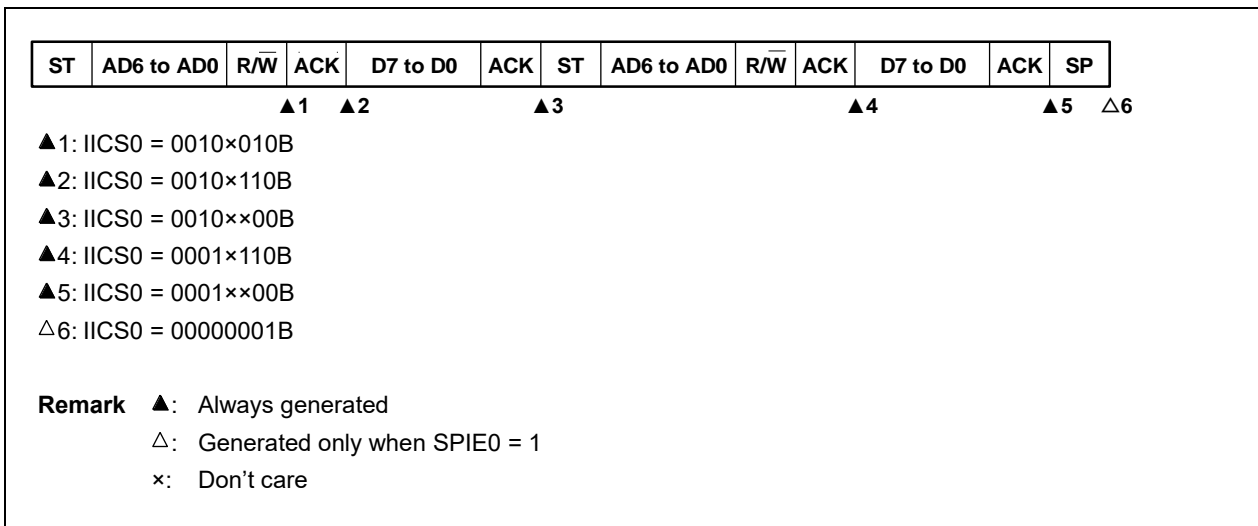 ST AD6 to AD0 R/W̅ ACK D7 to D0 ACK ST AD6 to AD0 R/W̅ ACK D7 to D0 ACK SP
▲1 ▲2 ▲3 ▲4 ▲5 △6
▲1: IICS0 = 0010×010B
▲2: IICS0 = 0010×110B
▲3: IICS0 = 0010××00B
▲4: IICS0 = 0001×110B
▲5: IICS0 = 0001××00B
△6: IICS0 = 00000001B
Remark ▲: Always generated
△: Generated only when SPIE0 = 1
×: Don’t care